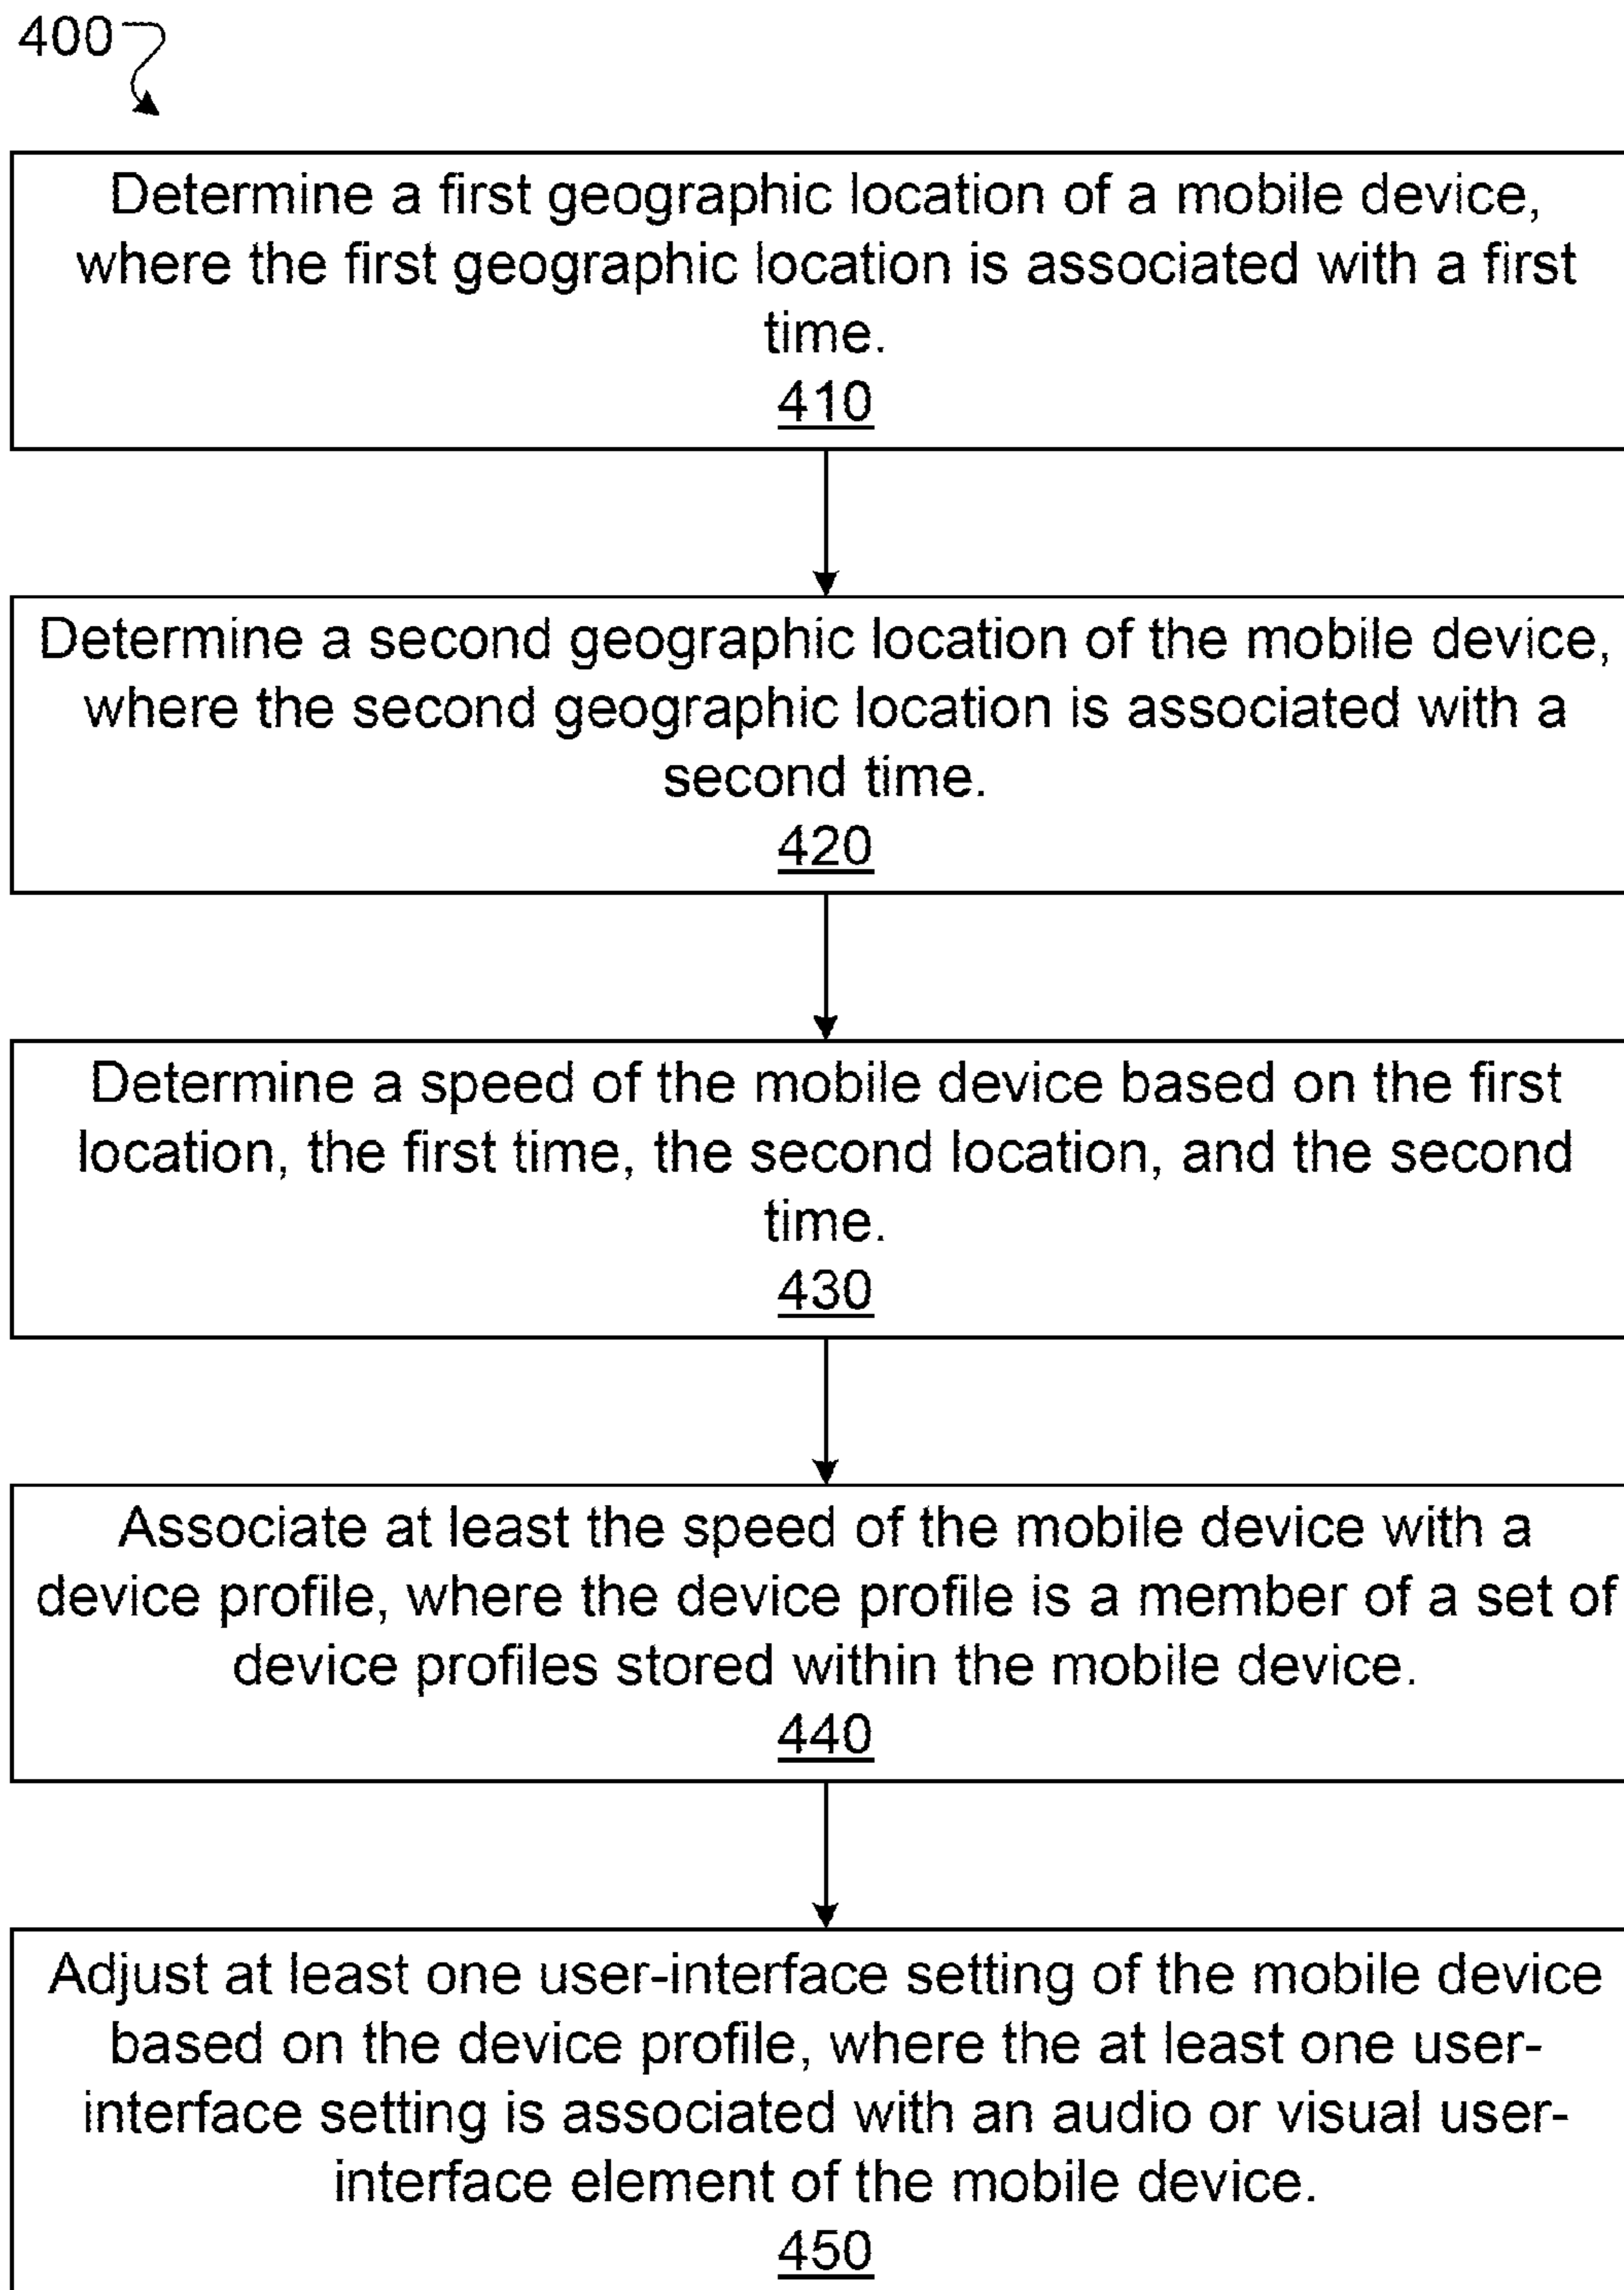 400
Determine a first geographic location of a mobile device,
where the first geographic location is associated with a first
time.
410
Determine a second geographic location of the mobile device,
where the second geographic location is associated with a
second time.
420
Determine a speed of the mobile device based on the first
location, the first time, the second location, and the second
time.
430
Associate at least the speed of the mobile device with a
device profile, where the device profile is a member of a set of
device profiles stored within the mobile device.
440
Adjust at least one user-interface setting of the mobile device
based on the device profile, where the at least one user-
interface setting is associated with an audio or visual user-
interface element of the mobile device.
450